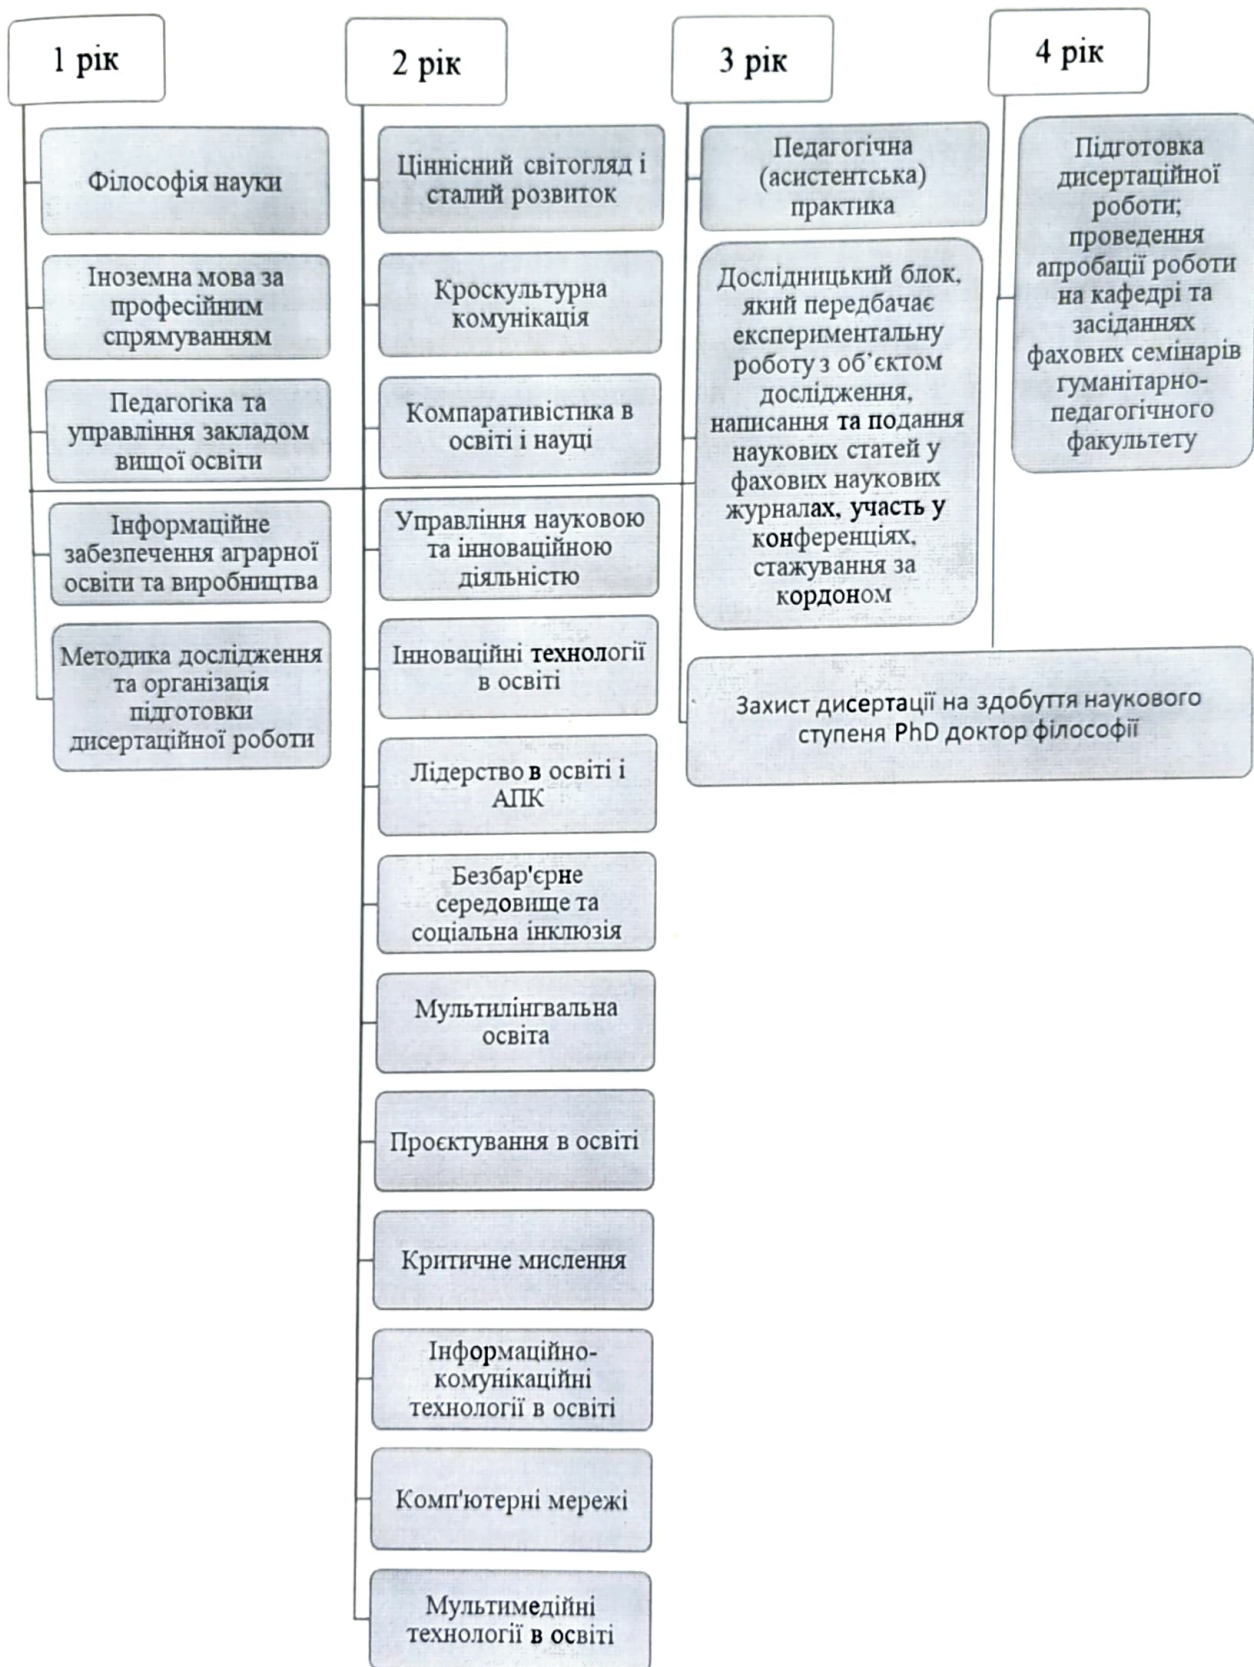 1 рік
Філософія науки
Іноземна мова за
професійним
спрямуванням
Педагогіка та
управління закладом
вищої освіти
Інформаційне
забезпечення аграрної
освіти та виробництва
Методика дослідження
та організація
підготовки
дисертаційної роботи
2 рік
Ціннісний світогляд і
сталий розвиток
Кроскультурна
комунікація
Компаративістика в
освіті і науці
Управління науковою
та інноваційною
діяльністю
Інноваційні технології
в освіті
Лідерство в освіті і
АПК
Безбар'єрне
середовище та
соціальна інклюзія
Мультилінгвальна
освіта
Проєктування в освіті
Критичне мислення
Інформаційно-
комунікаційні
технології в освіті
Комп'ютерні мережі
Мультимедійні
технології в освіті
3 рік
Педагогічна
(асистентська)
практика
Дослідницький блок,
який передбачає
експериментальну
роботу з об’єктом
дослідження,
написання та подання
наукових статей у
фахових наукових
журналах, участь у
конференціях,
стажування за
кордоном
4 рік
Підготовка
дисертаційної
роботи;
проведення
апробації роботи
на кафедрі та
засіданнях
фахових семінарів
гуманітарно-
педагогічного
факультету
Захист дисертації на здобуття наукового
ступеня PhD доктор філософії